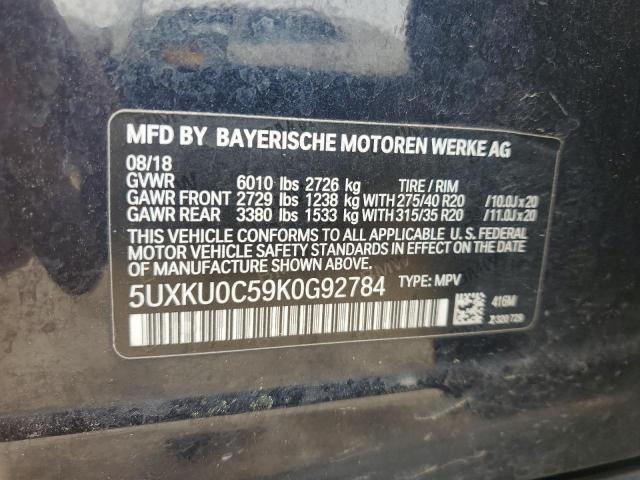 MFD BY BAYERISCHE MOTOREN WERKE AG
08/18
GVWR 6010 lbs 2726 kg TIRE / RIM
GAWR FRONT 2729 lbs 1238 kg WITH 275/40 R20 /10.0J x 20
GAWR REAR 3380 lbs 1533 kg WITH 315/35 R20 /11.0J x 20
THIS VEHICLE CONFORMS TO ALL APPLICABLE U. S. FEDERAL
MOTOR VEHICLE SAFETY STANDARDS IN EFFECT ON THE DATE
OF MANUFACTURE SHOWN ABOVE.
5UXKU0C59K0G92784 TYPE: MPV
416M